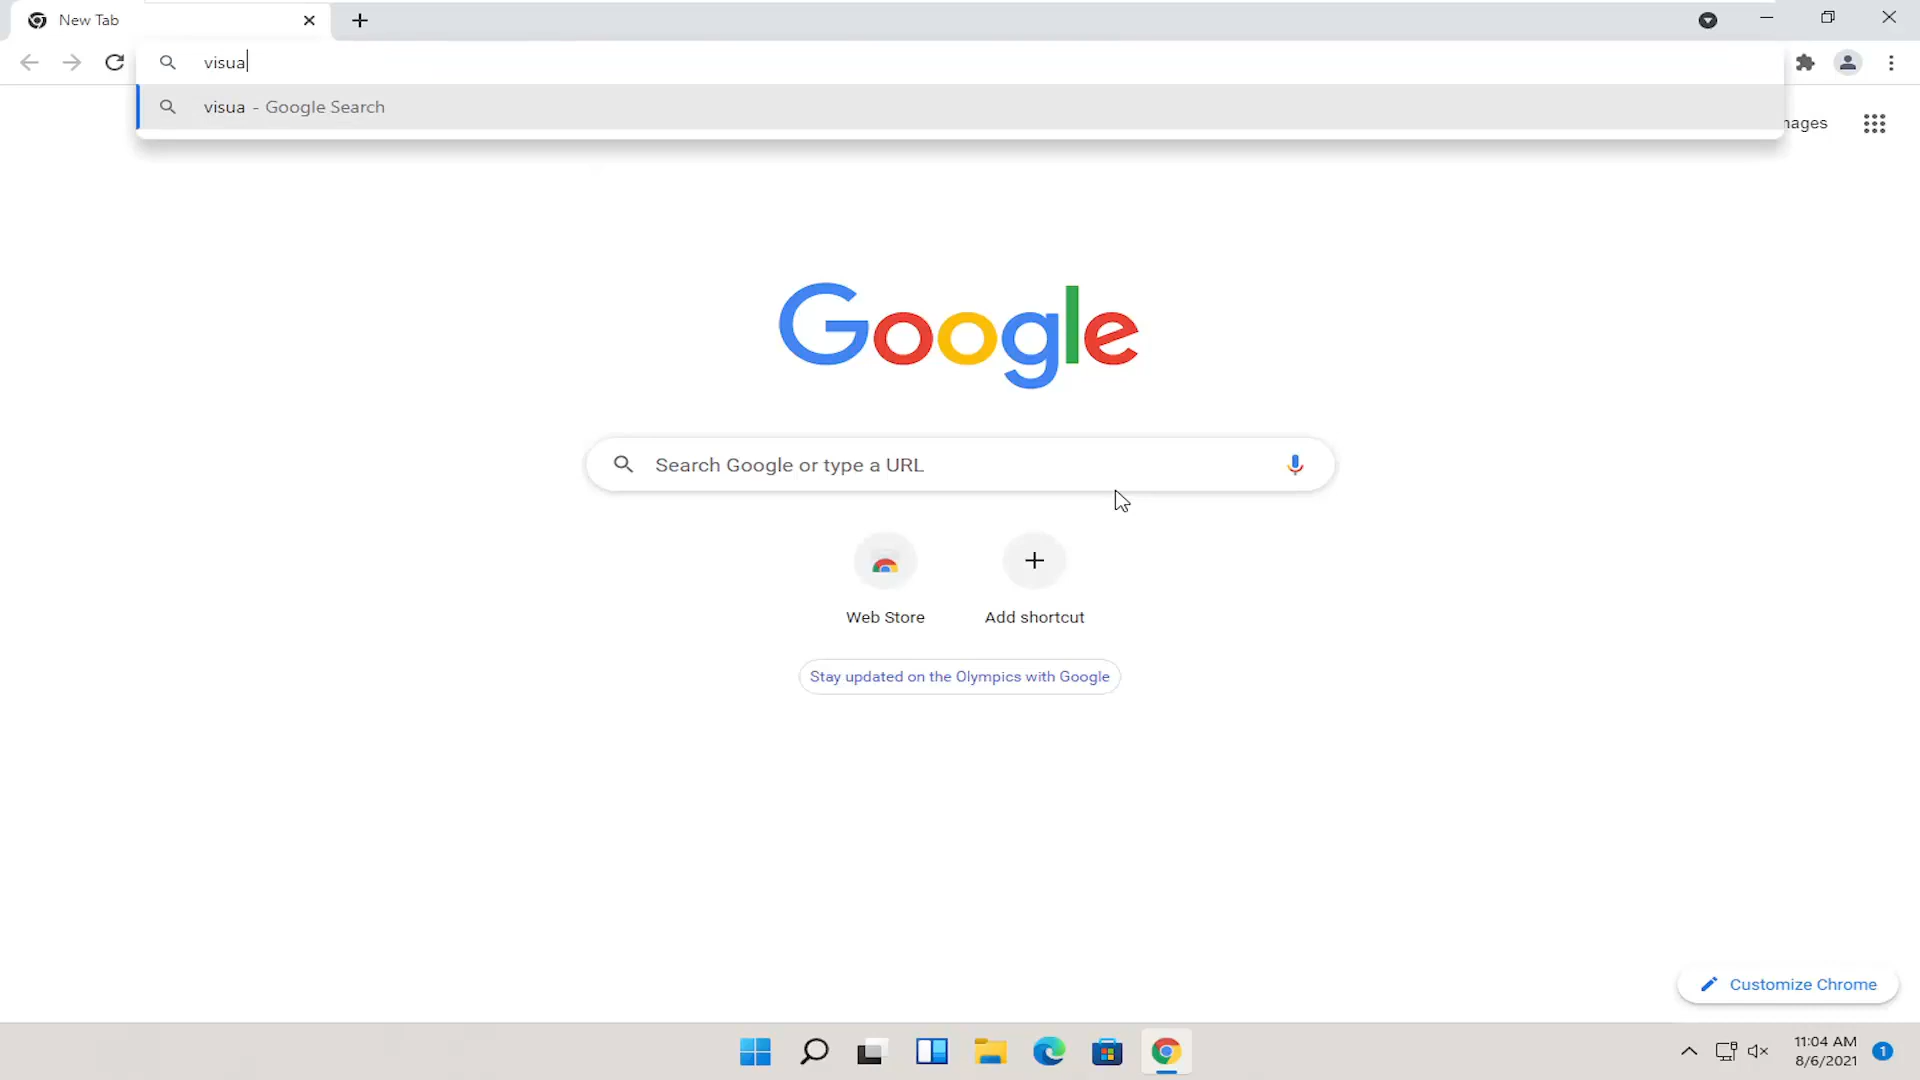 New Tab
visua
visua - Google Search
mages
Google
Search Google or type a URL
Web Store
Add shortcut
Stay updated on the Olympics with Google
Customize Chrome
11:04 AM
8/6/2021
1